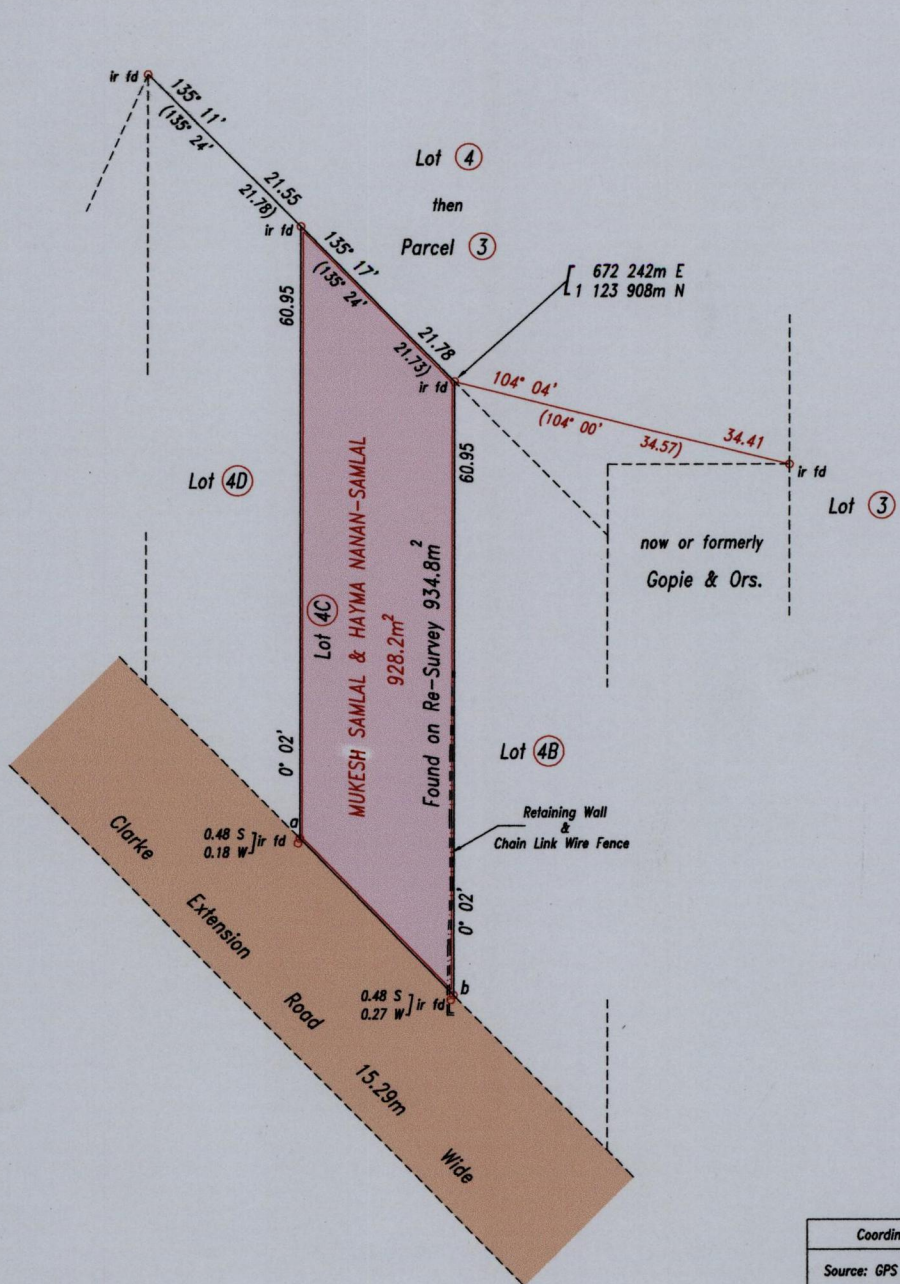 ir fd
135° 11'
(135° 24'
21.55
21.78)
Lot 4
then
Parcel 3
ir fd
135° 17'
(135° 24'
21.78
21.73)
ir fd
672 242m E
1 123 908m N
60.95
104° 04'
(104° 00'
34.41
34.57)
ir fd
60.95
Lot 4D
Lot 3
now or formerly
Gopie & Ors.
Lot 4C
MUKESH SAMLAL & HAYMA NANAN-SAMLAL
928.2m²
Found on Re-Survey 934.8m²
Lot 4B
0° 02'
Retaining Wall
&
Chain Link Wire Fence
a
0.48 S
0.18 W
ir fd
0° 02'
b
0.48 S
0.27 W
ir fd
Clarke
Extension
Road
15.29m
Wide
Coordin
Source: GPS